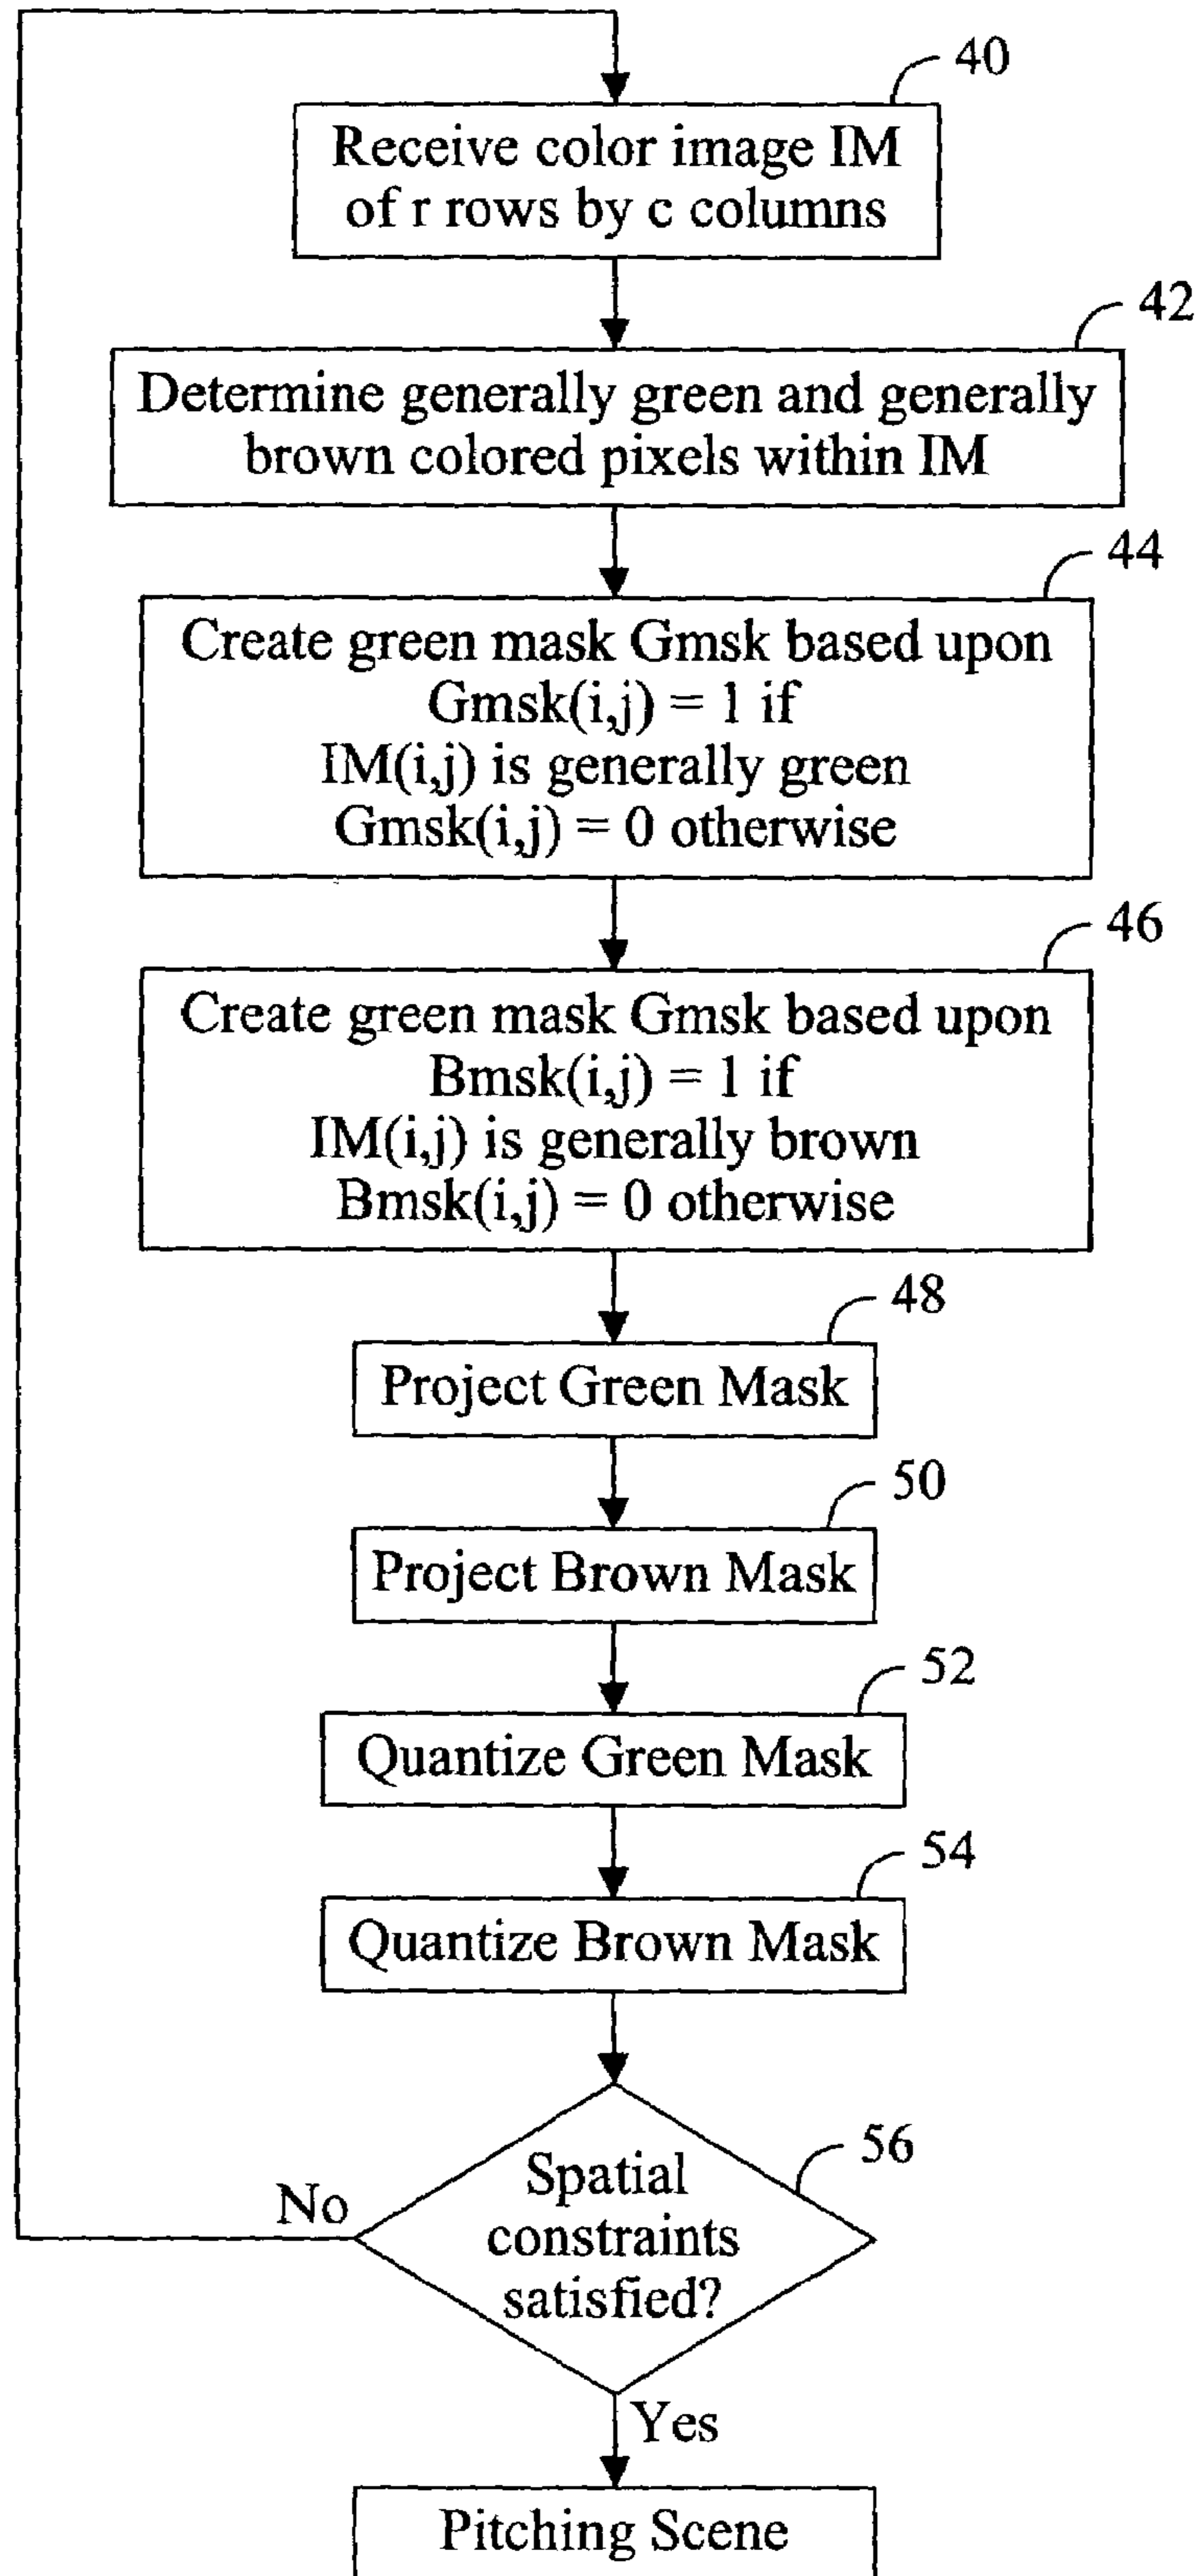 40
Receive color image IM
of r rows by c columns
42
Determine generally green and generally
brown colored pixels within IM
44
Create green mask Gmsk based upon
Gmsk(i,j) = 1 if
IM(i,j) is generally green
Gmsk(i,j) = 0 otherwise
46
Create green mask Gmsk based upon
Bmsk(i,j) = 1 if
IM(i,j) is generally brown
Bmsk(i,j) = 0 otherwise
48
Project Green Mask
50
Project Brown Mask
52
Quantize Green Mask
54
Quantize Brown Mask
56
Spatial
constraints
satisfied?
No
Yes
Pitching Scene